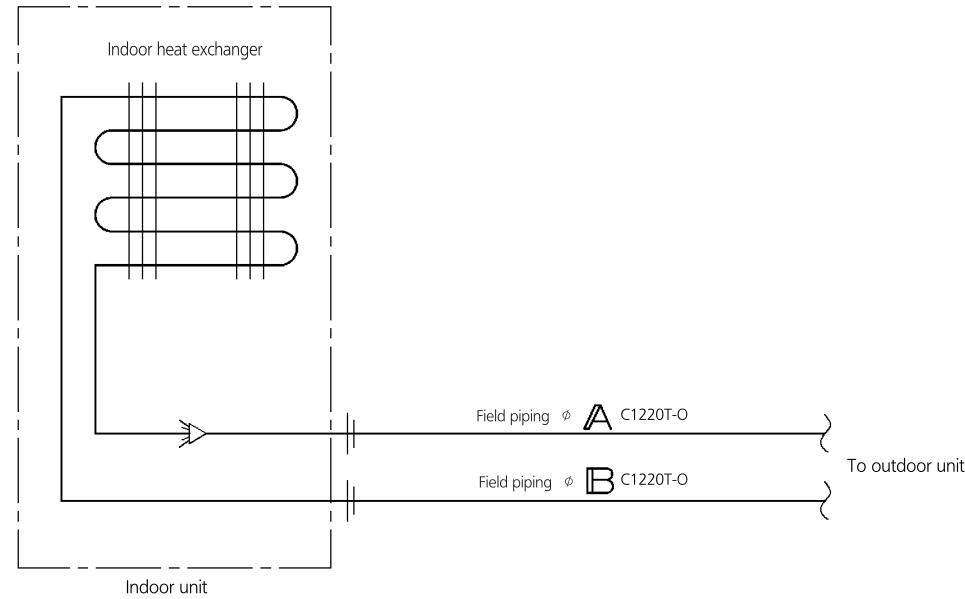 Indoor heat exchanger
Field piping ⌀ A C1220T-O
To outdoor unit
Field piping ⌀ B C1220T-O
Indoor unit